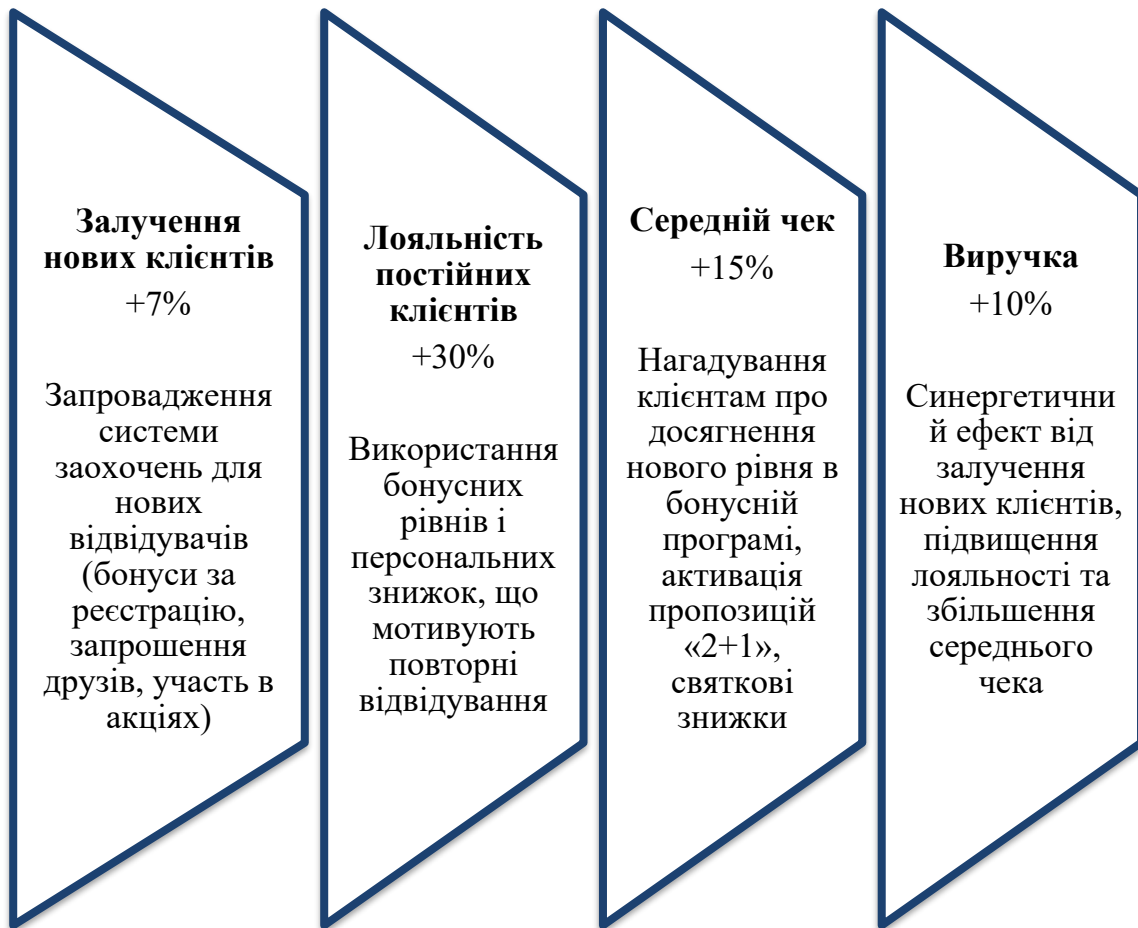 Залучення
нових клієнтів
+7%
Запровадження
системи
заохочень для
нових
відвідувачів
(бонуси за
реєстрацію,
запрошення
друзів, участь в
акціях)
Лояльність
постійних
клієнтів
+30%
Використання
бонусних
рівнів і
персональних
знижок, що
мотивують
повторні
відвідування
Середній чек
+15%
Нагадування
клієнтам про
досягнення
нового рівня в
бонусній
програмі,
активація
пропозицій
«2+1»,
святкові
знижки
Виручка
+10%
Синергетични
й ефект від
залучення
нових клієнтів,
підвищення
лояльності та
збільшення
середнього
чека